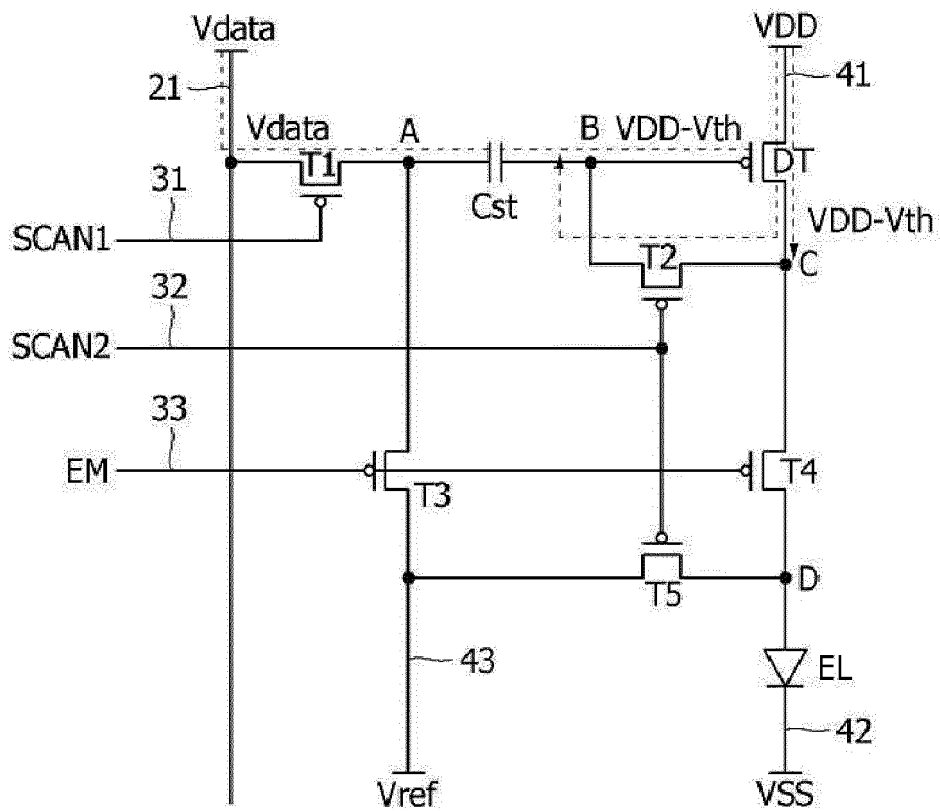 Vdata
VDD
21
41
Vdata
A
B
VDD-Vth
T1
DT
31
Cst
SCAN1
VDD-Vth
T2
C
32
SCAN2
33
EM
T3
T4
T5
D
43
EL
42
Vref
VSS